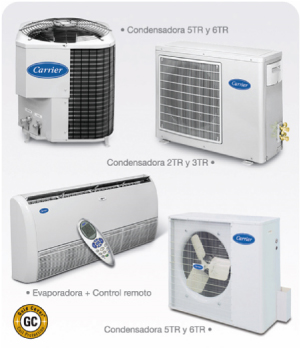 • Condensadora 5TR y 6TR
Carrier
Carrier
Condensadora 2TR y 3TR •
Carrier
Carrier
• Evaporadora + Control remoto
GC
Condensadora 5TR y 6TR •